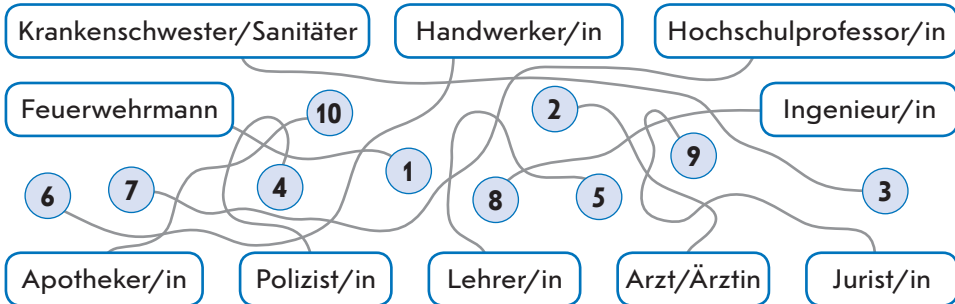 Krankenschwester/Sanitäter
Handwerker/in
Hochschulprofessor/in
Feuerwehrmann
10
2
Ingenieur/in
9
1
4
6
7
8
5
3
Apotheker/in
Polizist/in
Lehrer/in
Arzt/Ärztin
Jurist/in